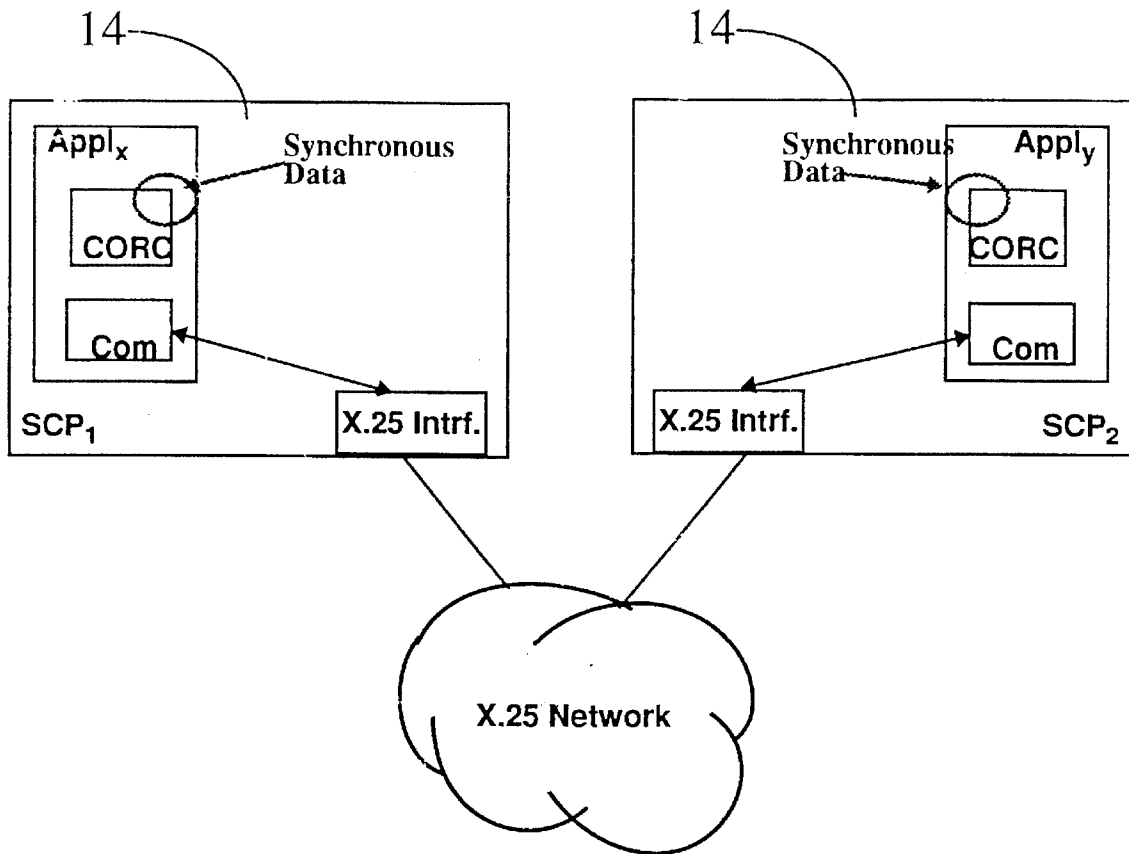 14
14
Appl_x
Synchronous
Data
CORC
Com
SCP_1
X.25 Intrf.
Synchronous
Data
Appl_y
CORC
Com
X.25 Intrf.
SCP_2
X.25 Network